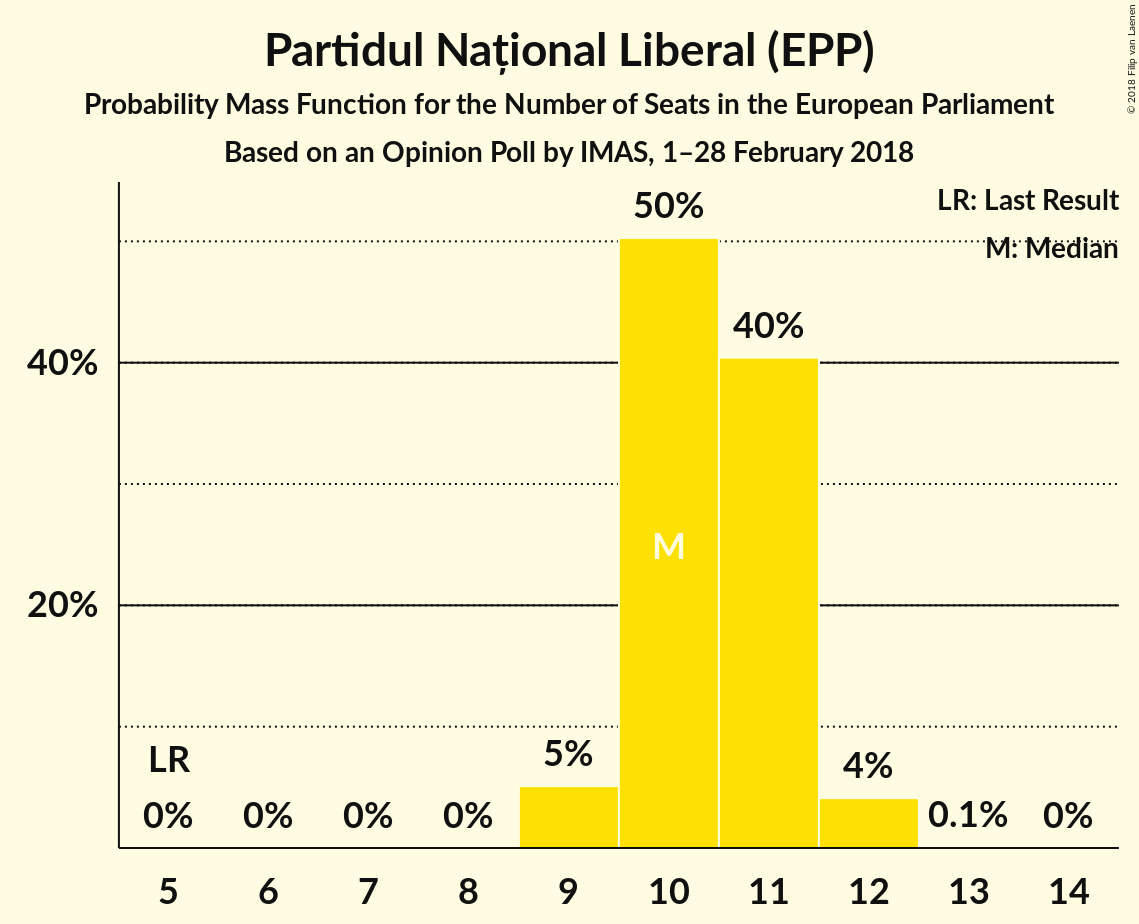 Partidul Național Liberal (EPP)
Probability Mass Function for the Number of Seats in the European Parliament
Based on an Opinion Poll by IMAS, 1–28 February 2018
© 2018 Filip van Laenen
LR: Last Result
M: Median
50%
40%
40%
M
20%
LR
5%
4%
0%
0%
0%
0%
0.1%
0%
5
6
7
8
9
10
11
12
13
14